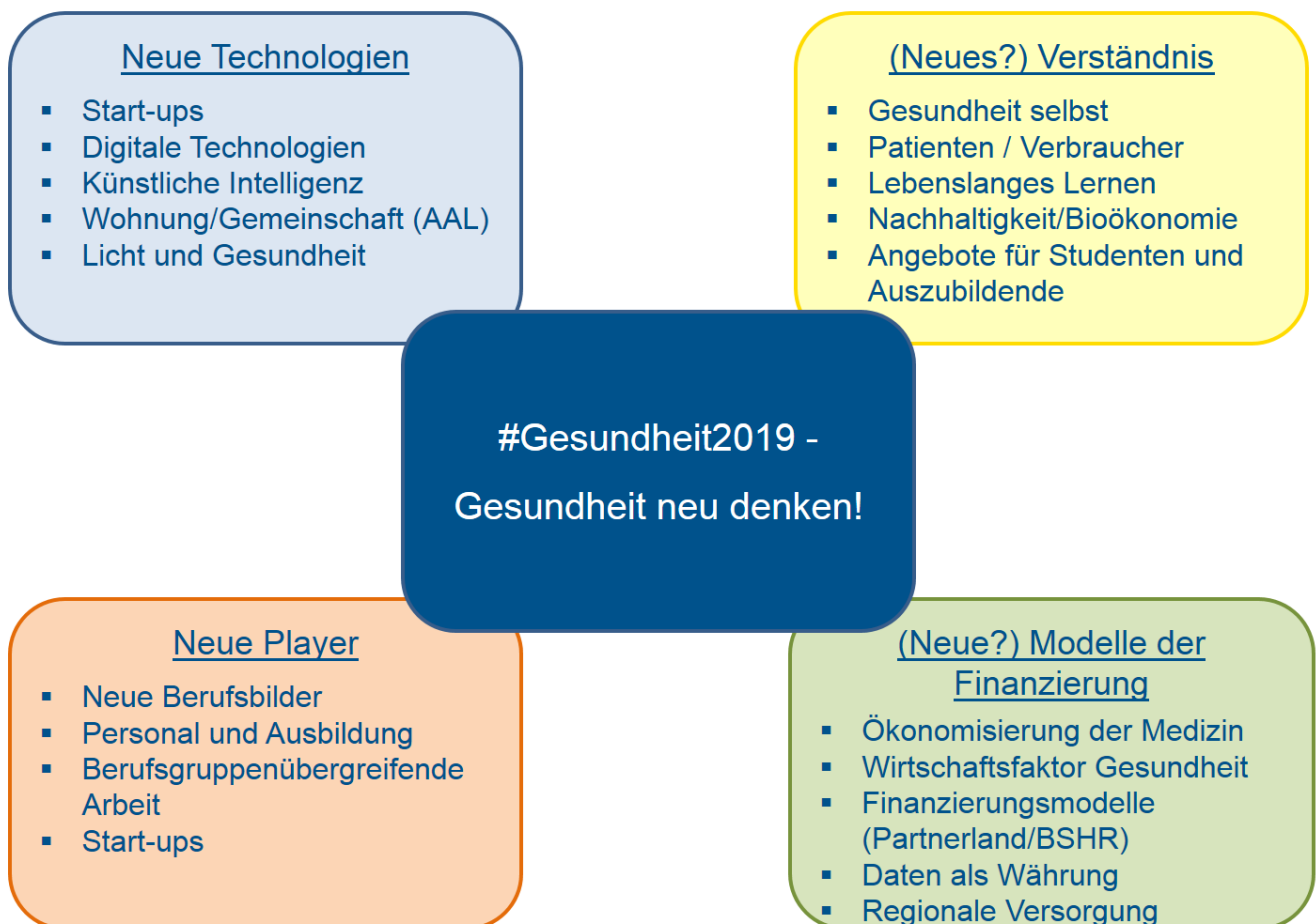 Neue Technologien
▪ Start-ups
▪ Digitale Technologien
▪ Künstliche Intelligenz
▪ Wohnung/Gemeinschaft (AAL)
▪ Licht und Gesundheit
(Neues?) Verständnis
▪ Gesundheit selbst
▪ Patienten / Verbraucher
▪ Lebenslanges Lernen
▪ Nachhaltigkeit/Bioökonomie
▪ Angebote für Studenten und
Auszubildende
#Gesundheit2019 -
Gesundheit neu denken!
Neue Player
▪ Neue Berufsbilder
▪ Personal und Ausbildung
▪ Berufsgruppenübergreifende
Arbeit
▪ Start-ups
(Neue?) Modelle der
Finanzierung
▪ Ökonomisierung der Medizin
▪ Wirtschaftsfaktor Gesundheit
▪ Finanzierungsmodelle
(Partnerland/BSHR)
▪ Daten als Währung
▪ Regionale Versorgung